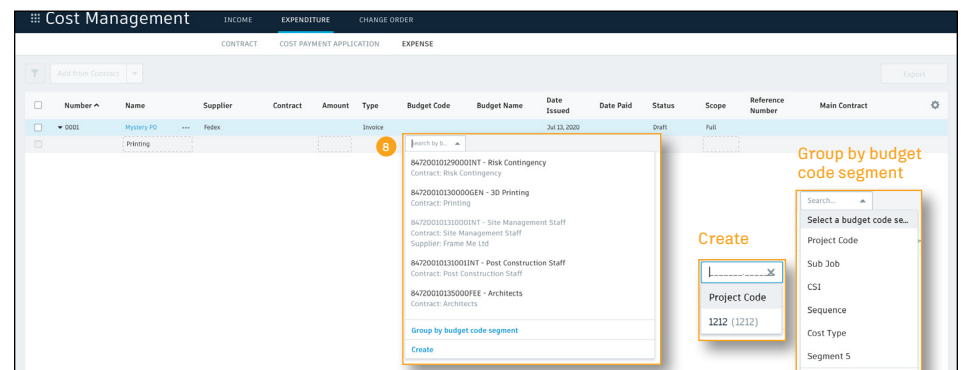 Cost Management INCOME EXPENDITURE CHANGE ORDER
CONTRACT COST PAYMENT APPLICATION EXPENSE
Add from Contract Export
Number Name Supplier Contract Amount Type Budget Code Budget Name Date Issued Date Paid Status Scope Reference Number Main Contract
0001 Mystery PO ... Fedex Invoice Jul 13, 2020 Draft Full
Printing
8
Search by b...
84720010129000INT - Risk Contingency
Contract: Risk Contingency
84720010130000GEN - 3D Printing
Contract: Printing
84720010131000INT - Site Management Staff
Contract: Site Management Staff
Supplier: Frame Me Ltd
84720010131001INT - Post Construction Staff
Contract: Post Construction Staff
84720010135000FEE - Architects
Contract: Architects
Group by budget code segment
Create
Create
Project Code
1212 (1212)
Group by budget
code segment
Search...
Select a budget code se...
Project Code
Sub Job
CSI
Sequence
Cost Type
Segment 5